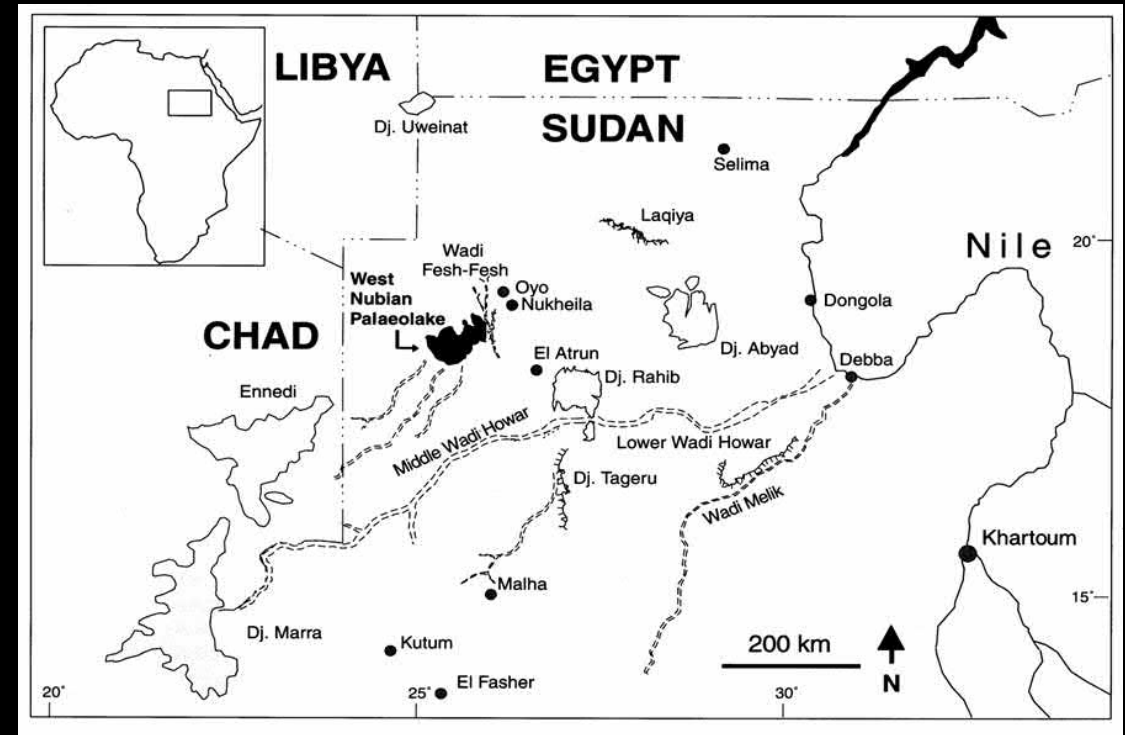 LIBYA
EGYPT
Dj. Uweinat
SUDAN
Selima
Laqiya
Nile
20°
Wadi
Fesh-Fesh
West
Nubian
Palaeolake
Oyo
Nukheila
Dongola
CHAD
Dj. Abyad
El Atrun
Debba
Dj. Rahib
Ennedi
Middle Wadi Howar
Lower Wadi Howar
Dj. Tageru
Wadi Melik
Khartoum
Malha
15°
Dj. Marra
Kutum
200 km
N
El Fasher
20°
25°
30°